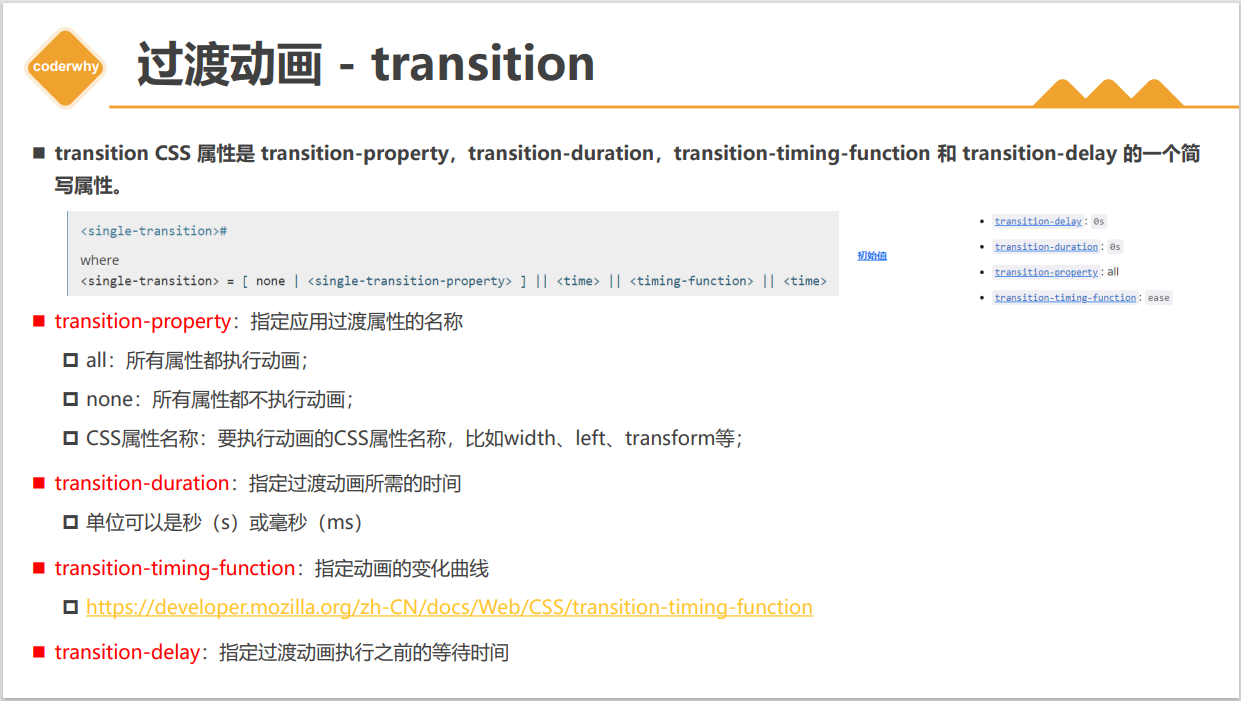 coderwhy
过渡动画 - transition
transition CSS 属性是 transition-property，transition-duration，transition-timing-function 和 transition-delay 的一个简
写属性。
<single-transition>#
where
<single-transition> = [ none | <single-transition-property> ] || <time> || <timing-function> || <time>
初始值
transition-delay: 0s
transition-duration: 0s
transition-property: all
transition-timing-function: ease
transition-property：指定应用过渡属性的名称
all：所有属性都执行动画；
none：所有属性都不执行动画；
CSS属性名称：要执行动画的CSS属性名称，比如width、left、transform等；
transition-duration：指定过渡动画所需的时间
单位可以是秒（s）或毫秒（ms）
transition-timing-function：指定动画的变化曲线
https://developer.mozilla.org/zh-CN/docs/Web/CSS/transition-timing-function
transition-delay：指定过渡动画执行之前的等待时间